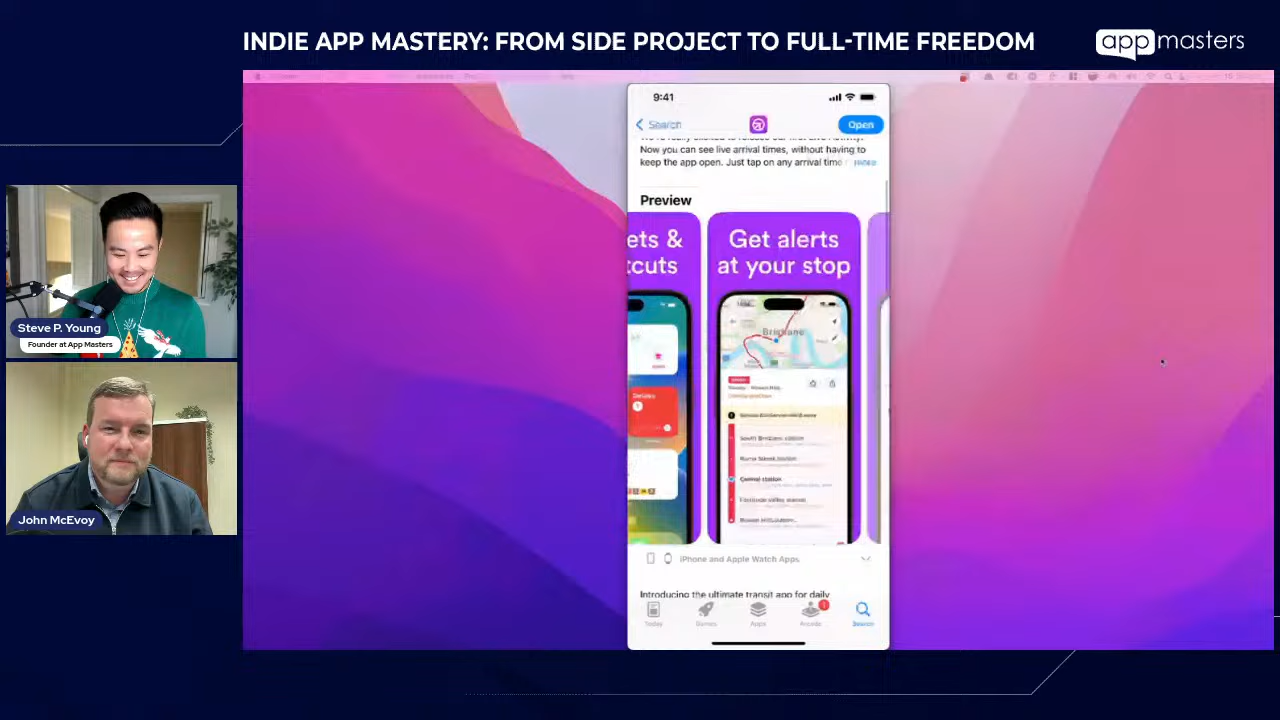 INDIE APP MASTERY: FROM SIDE PROJECT TO FULL-TIME FREEDOM
app masters
9:41
Search
Open
Now you can see live arrival times, without having to
keep the app open. Just tap on any arrival time
more
Preview
ets &
tcuts
Get alerts
at your stop
Brisbane
Delays
South Brisbane station
Central station
iPhone and Apple Watch Apps
Introducing the ultimate transit app for daily
Today
Games
Apps
Arcade
1
Search
Steve P. Young
Founder at App Masters
John McEvoy